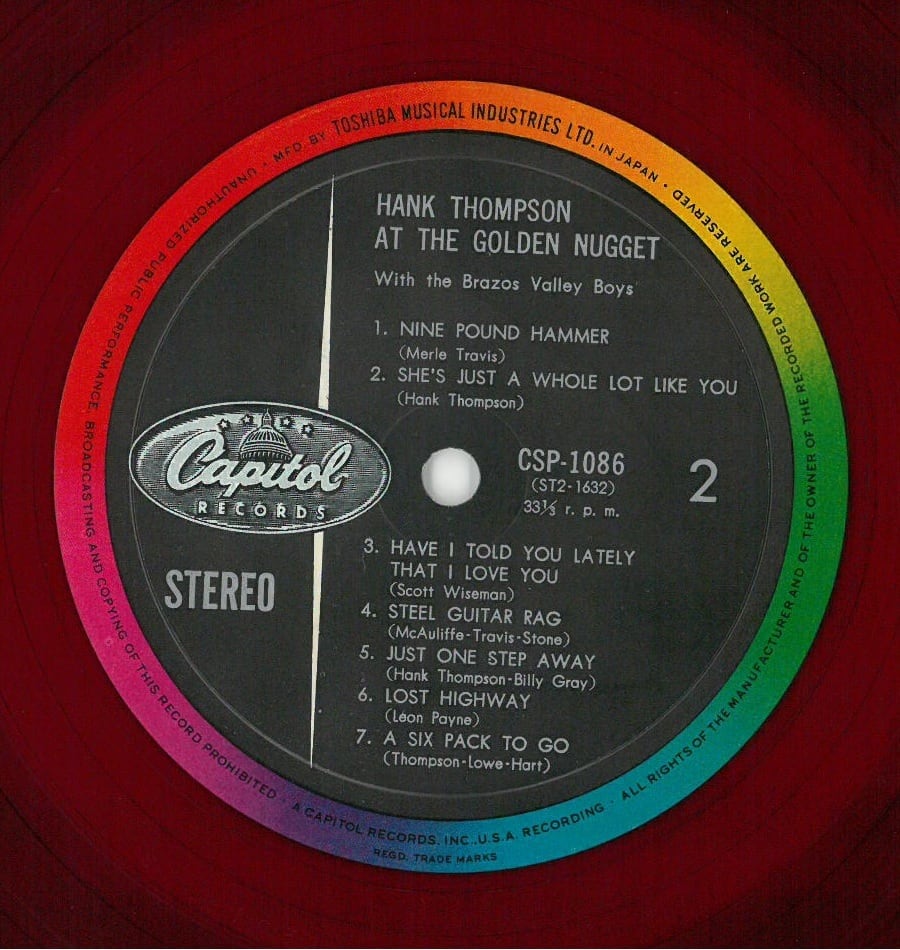 MFD BY TOSHIBA MUSICAL INDUSTRIES LTD. IN JAPAN • ALL RIGHTS OF THE MANUFACTURER AND OF THE OWNER OF THE RECORDED WORK ARE RESERVED
UNAUTHORIZED PUBLIC PERFORMANCE, BROADCASTING AND COPYING OF THIS RECORD PROHIBITED
HANK THOMPSON
AT THE GOLDEN NUGGET
With the Brazos Valley Boys
1. NINE POUND HAMMER
(Merle Travis)
2. SHE'S JUST A WHOLE LOT LIKE YOU
(Hank Thompson)
Capitol
RECORDS
CSP-1086
(ST2-1632)
33⅓ r. p. m.
2
STEREO
3. HAVE I TOLD YOU LATELY
THAT I LOVE YOU
(Scott Wiseman)
4. STEEL GUITAR RAG
(McAuliffe-Travis-Stone)
5. JUST ONE STEP AWAY
(Hank Thompson-Billy Gray)
6. LOST HIGHWAY
(Leon Payne)
7. A SIX PACK TO GO
(Thompson-Lowe-Hart)
A CAPITOL RECORDS, INC., U.S.A. RECORDING
REGD. TRADE MARKS